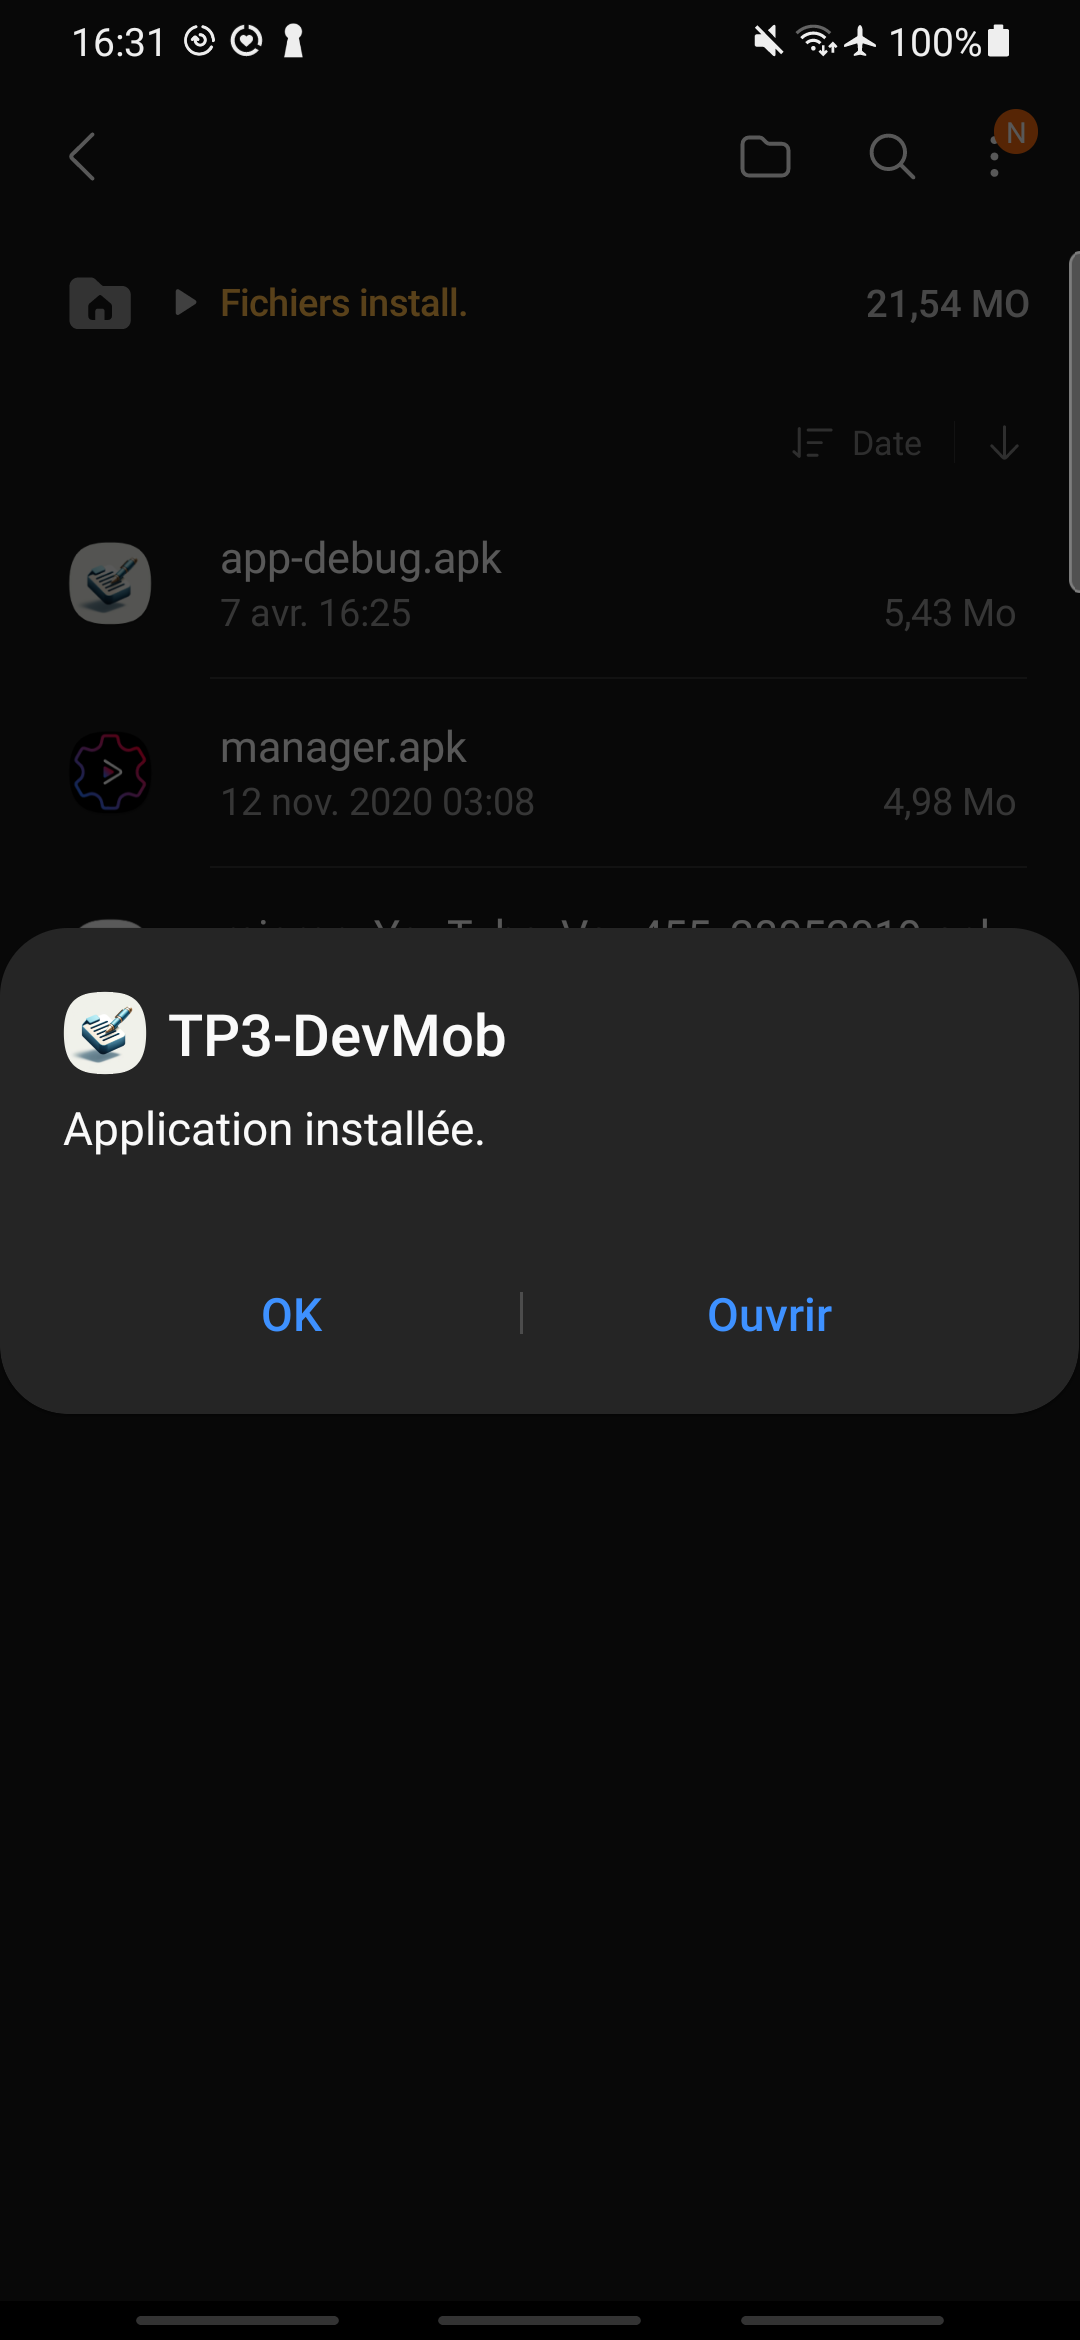 16:31 100%
N
Fichiers install. 21,54 MO
Date
app-debug.apk
7 avr. 16:25 5,43 Mo
manager.apk
12 nov. 2020 03:08 4,98 Mo
TP3-DevMob
Application installée.
OK Ouvrir